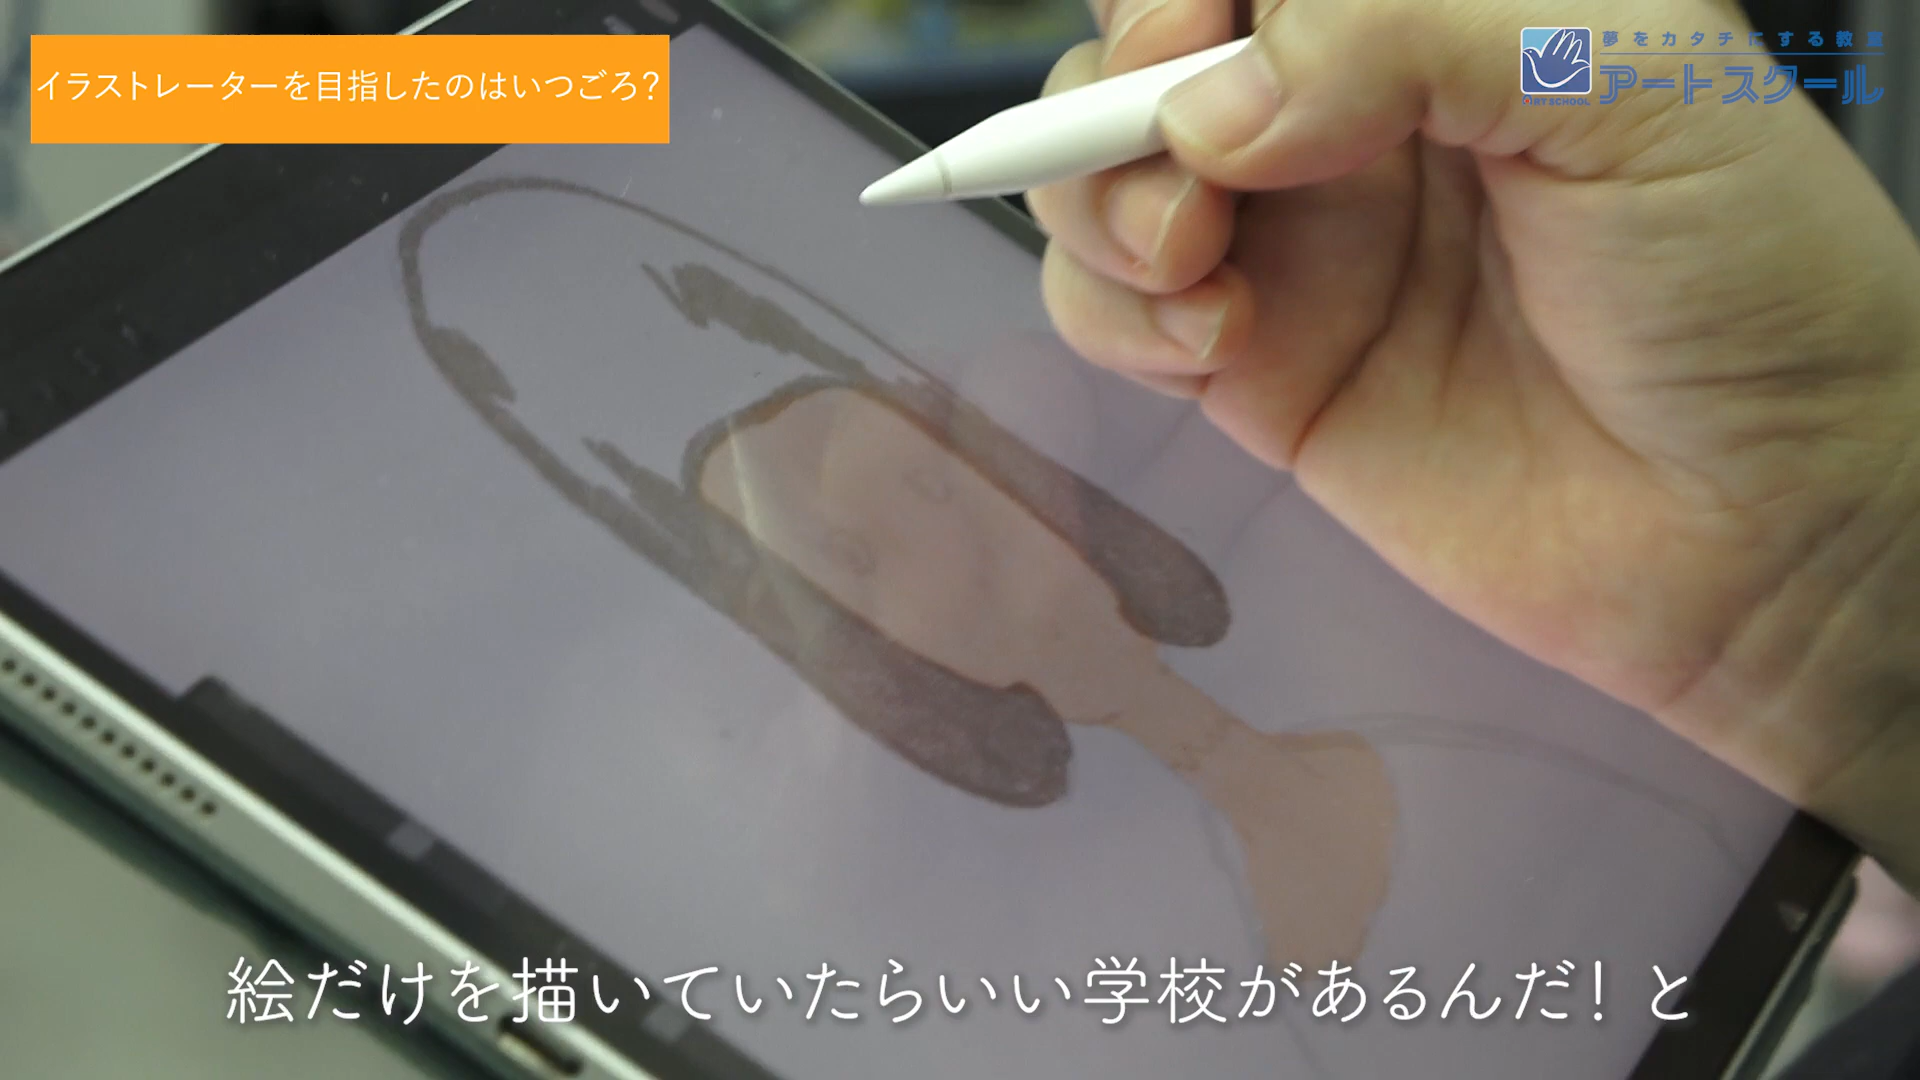 イラストレーターを目指したのはいつごろ?
夢をカタチにする教室
アートスクール
ART SCHOOL
絵だけを描いていたらいい学校があるんだ! と